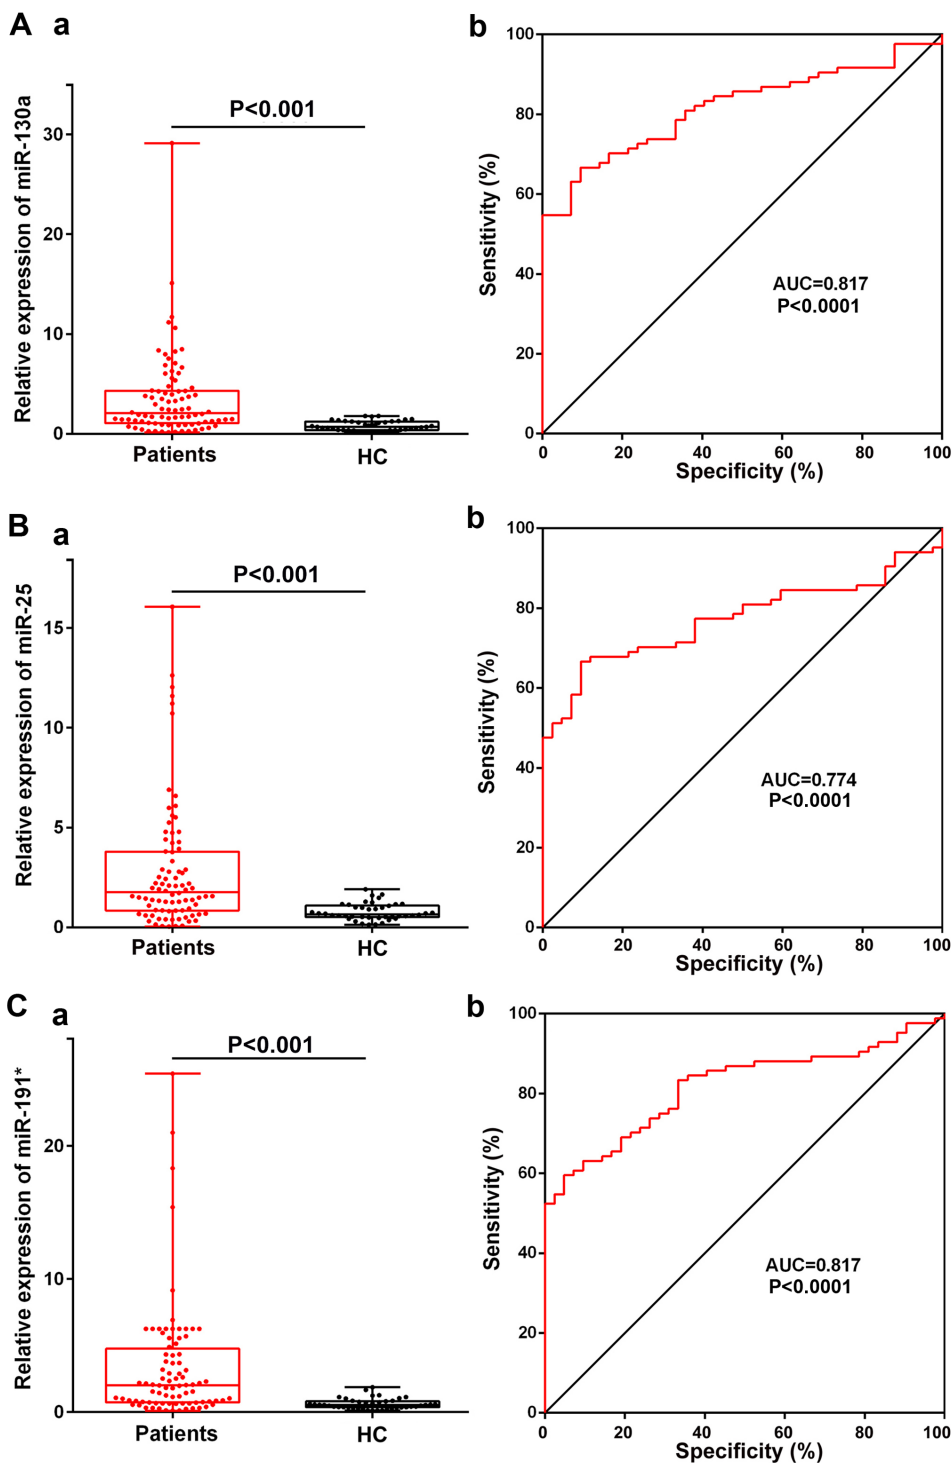 A a b
Relative expression of miR-130a
30
20
10
0
P<0.001
Patients HC
Sensitivity (%)
100
80
60
40
20
0
AUC=0.817
P<0.0001
0 20 40 60 80 100
Specificity (%)
B a b
Relative expression of miR-25
15
10
5
0
P<0.001
Patients HC
Sensitivity (%)
100
80
60
40
20
0
AUC=0.774
P<0.0001
0 20 40 60 80 100
Specificity (%)
C a b
Relative expression of miR-191*
20
10
0
P<0.001
Patients HC
Sensitivity (%)
100
80
60
40
20
0
AUC=0.817
P<0.0001
0 20 40 60 80 100
Specificity (%)